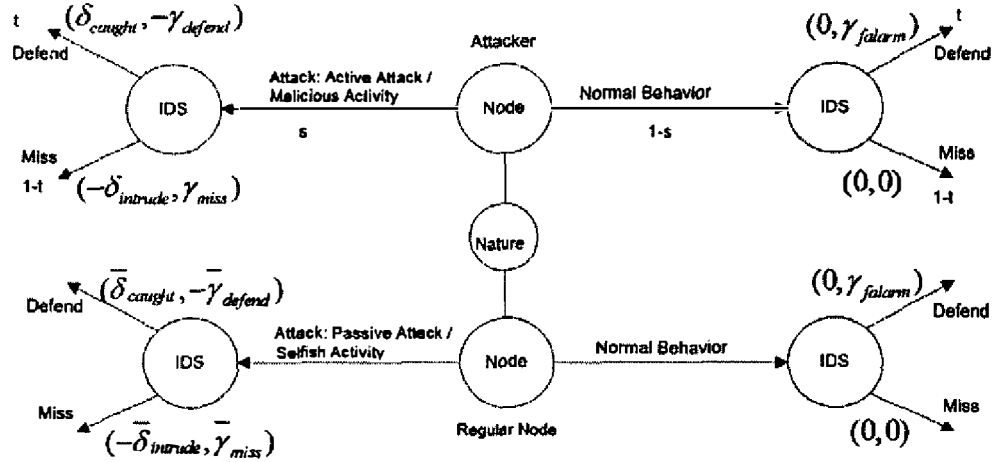 t
(δ_caught, -γ_defend)
Defend
IDS
Miss
1-t
(-δ_intrude, γ_miss)
Attack: Active Attack /
Malicious Activity
s
Attacker
Node
Normal Behavior
1-s
(0, γ_falarm)
t
Defend
IDS
Miss
(0,0)
1-t
Nature
(δ̅_caught, -γ̅_defend)
Defend
IDS
Miss
(-δ̅_intrude, γ̅_miss)
Attack: Passive Attack /
Selfish Activity
Node
Regular Node
Normal Behavior
(0, γ_falarm)
Defend
IDS
Miss
(0,0)